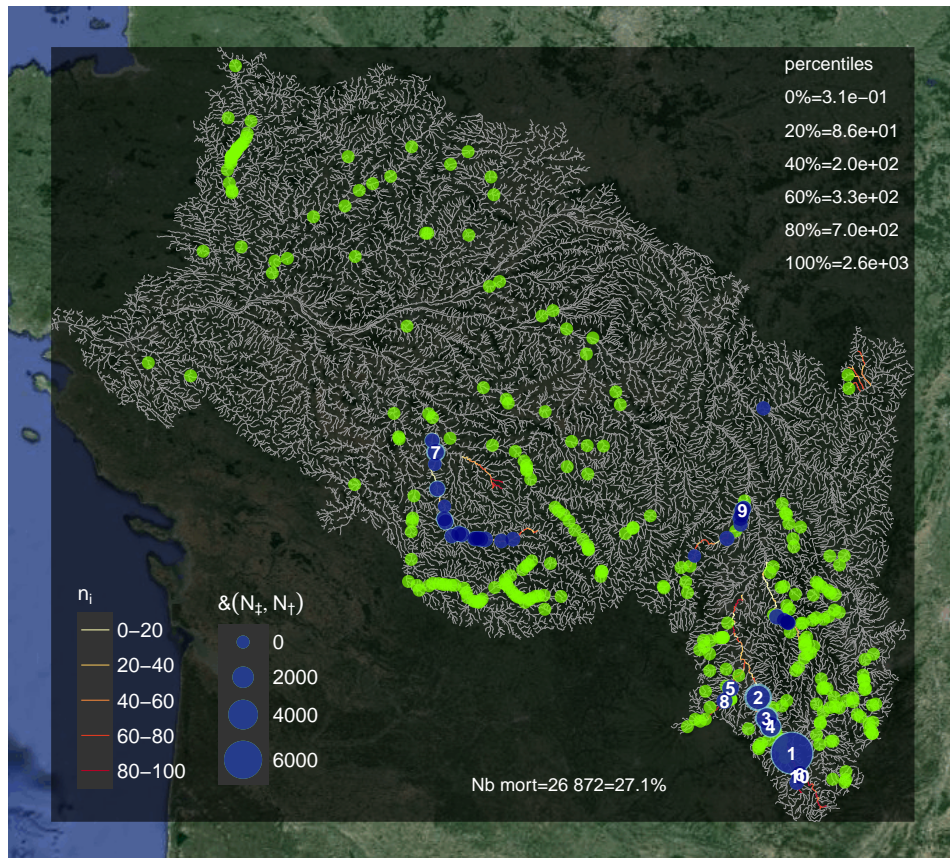 percentiles
0%=3.1e−01
20%=8.6e+01
40%=2.0e+02
60%=3.3e+02
80%=7.0e+02
100%=2.6e+03
7
9
5
8
2
3
4
1
6
10
n_i
0−20
20−40
40−60
60−80
80−100
&(N‡, N†)
0
2000
4000
6000
Nb mort=26 872=27.1%